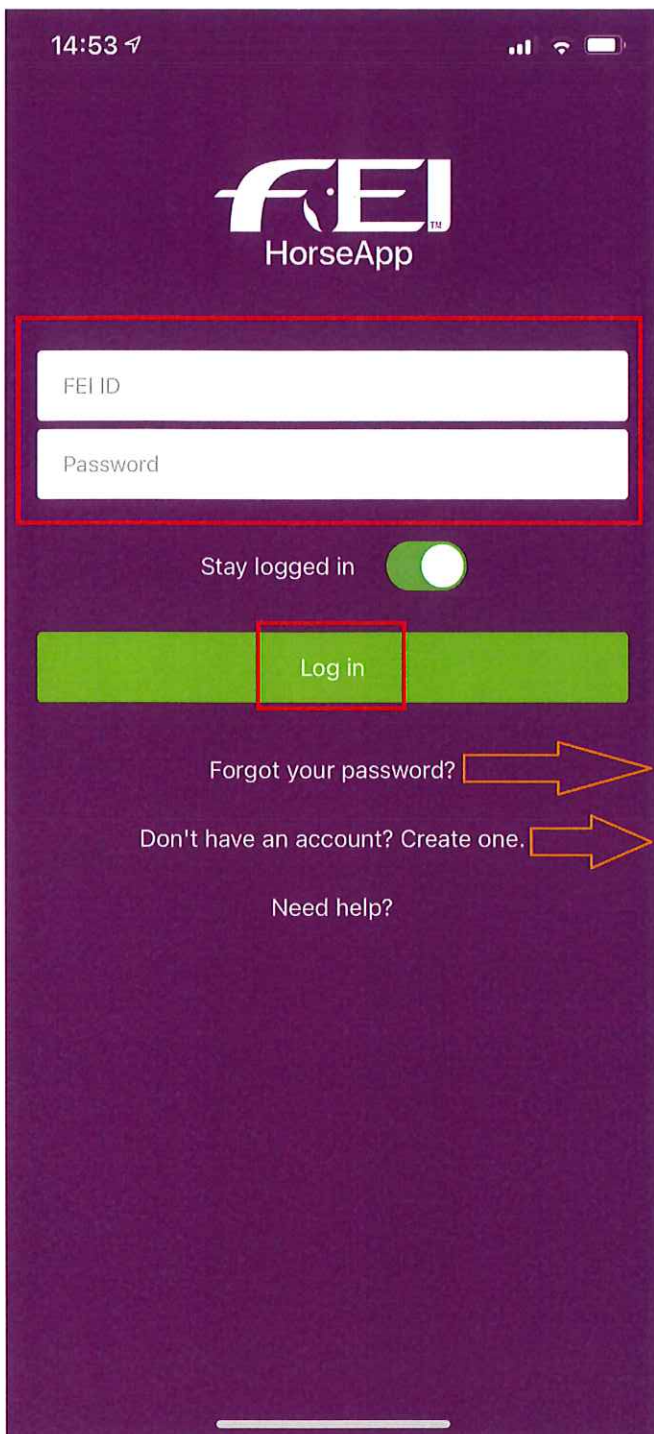 14:53
FEI
TM
HorseApp
FEI ID
Password
Stay logged in
Log in
Forgot your password?
Don't have an account? Create one.
Need help?